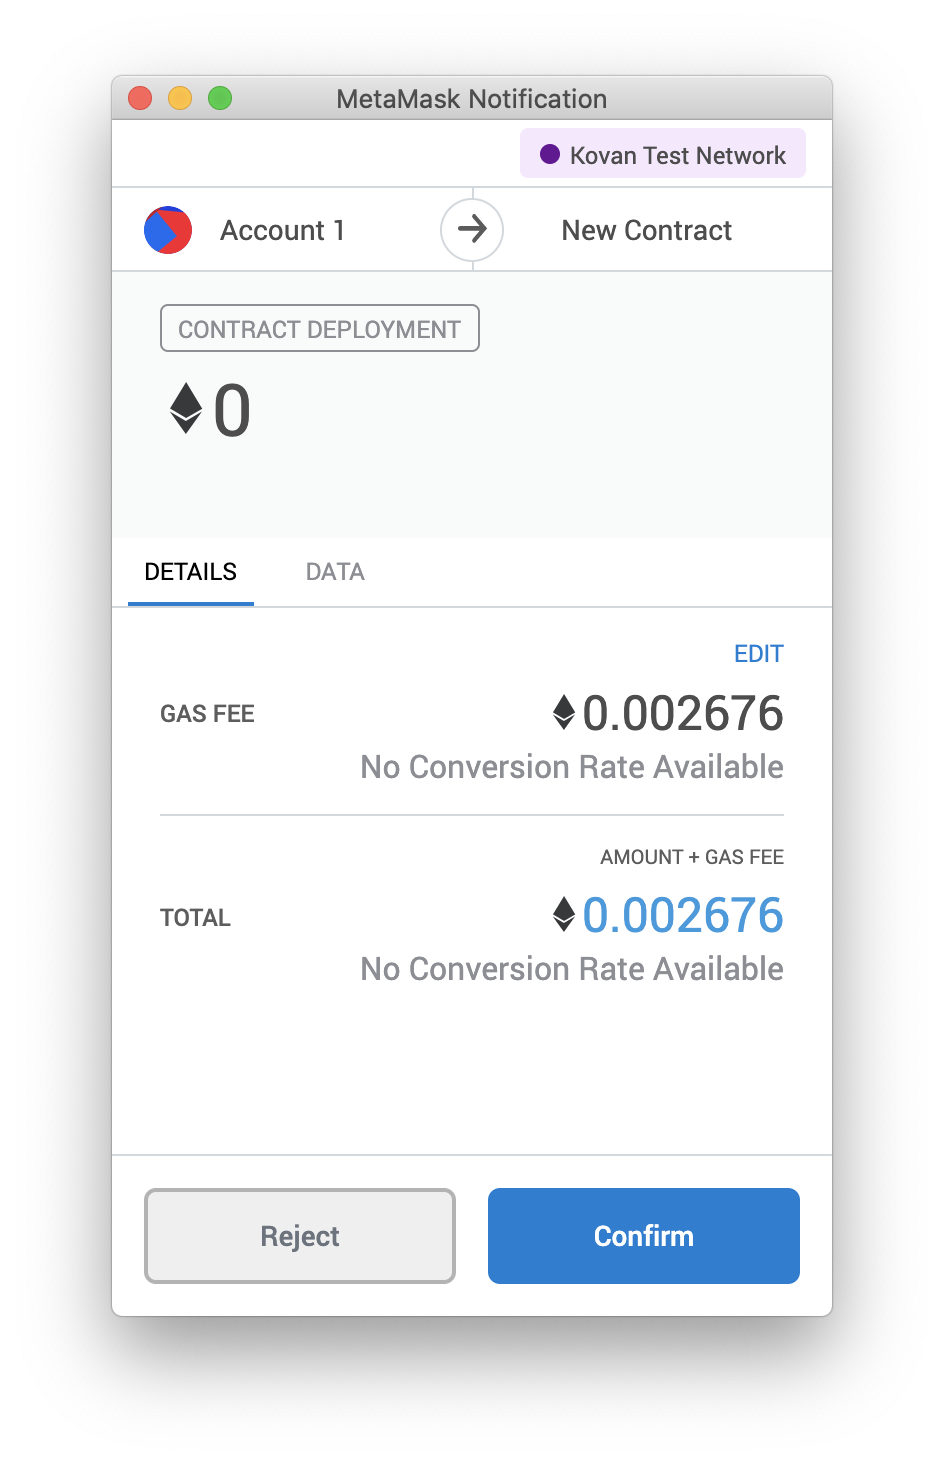 MetaMask Notification
Kovan Test Network
Account 1
New Contract
CONTRACT DEPLOYMENT
0
DETAILS
DATA
EDIT
GAS FEE
0.002676
No Conversion Rate Available
AMOUNT + GAS FEE
TOTAL
0.002676
No Conversion Rate Available
Reject
Confirm